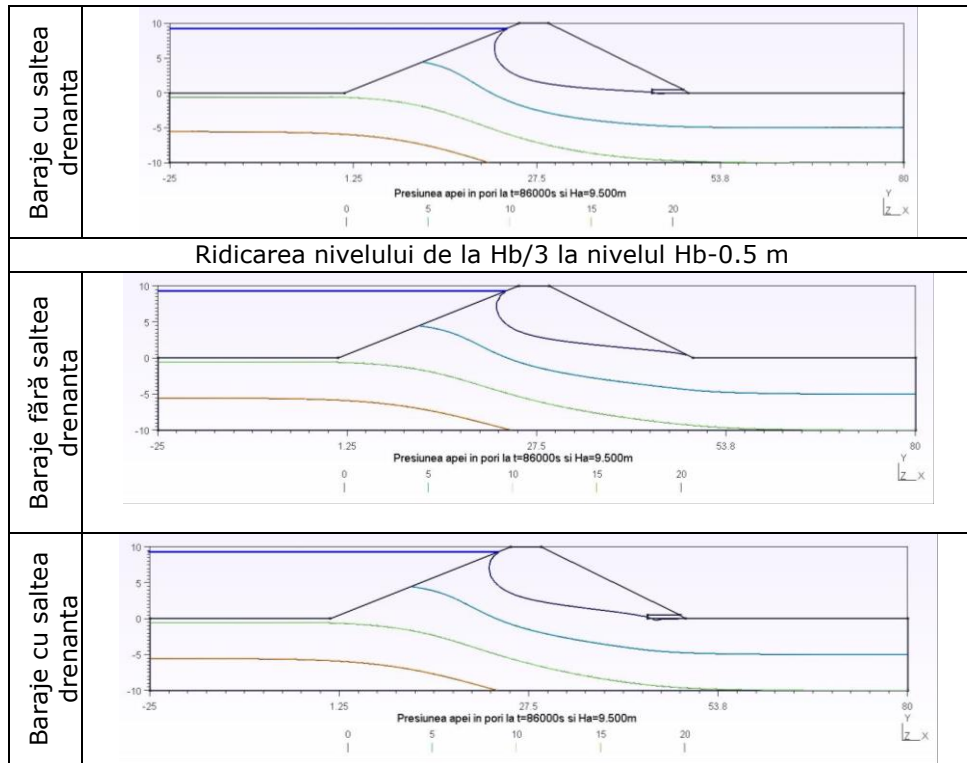 Baraje cu saltea
drenanta
10
5
0
-5
-10
-25
1.25
27.5
53.8
80
Presiunea apei in pori la t=86000s si Ha=9.500m
0
5
10
15
20
Y
Z X
Ridicarea nivelului de la Hb/3 la nivelul Hb-0.5 m
Baraje fără saltea
drenanta
10
5
0
-5
-10
-25
1.25
27.5
53.8
80
Presiunea apei in pori la t=86000s si Ha=9.500m
0
5
10
15
20
Y
Z X
Baraje cu saltea
drenanta
10
5
0
-5
-10
-25
1.25
27.5
53.8
80
Presiunea apei in pori la t=86000s si Ha=9.500m
0
5
10
15
20
Y
Z X